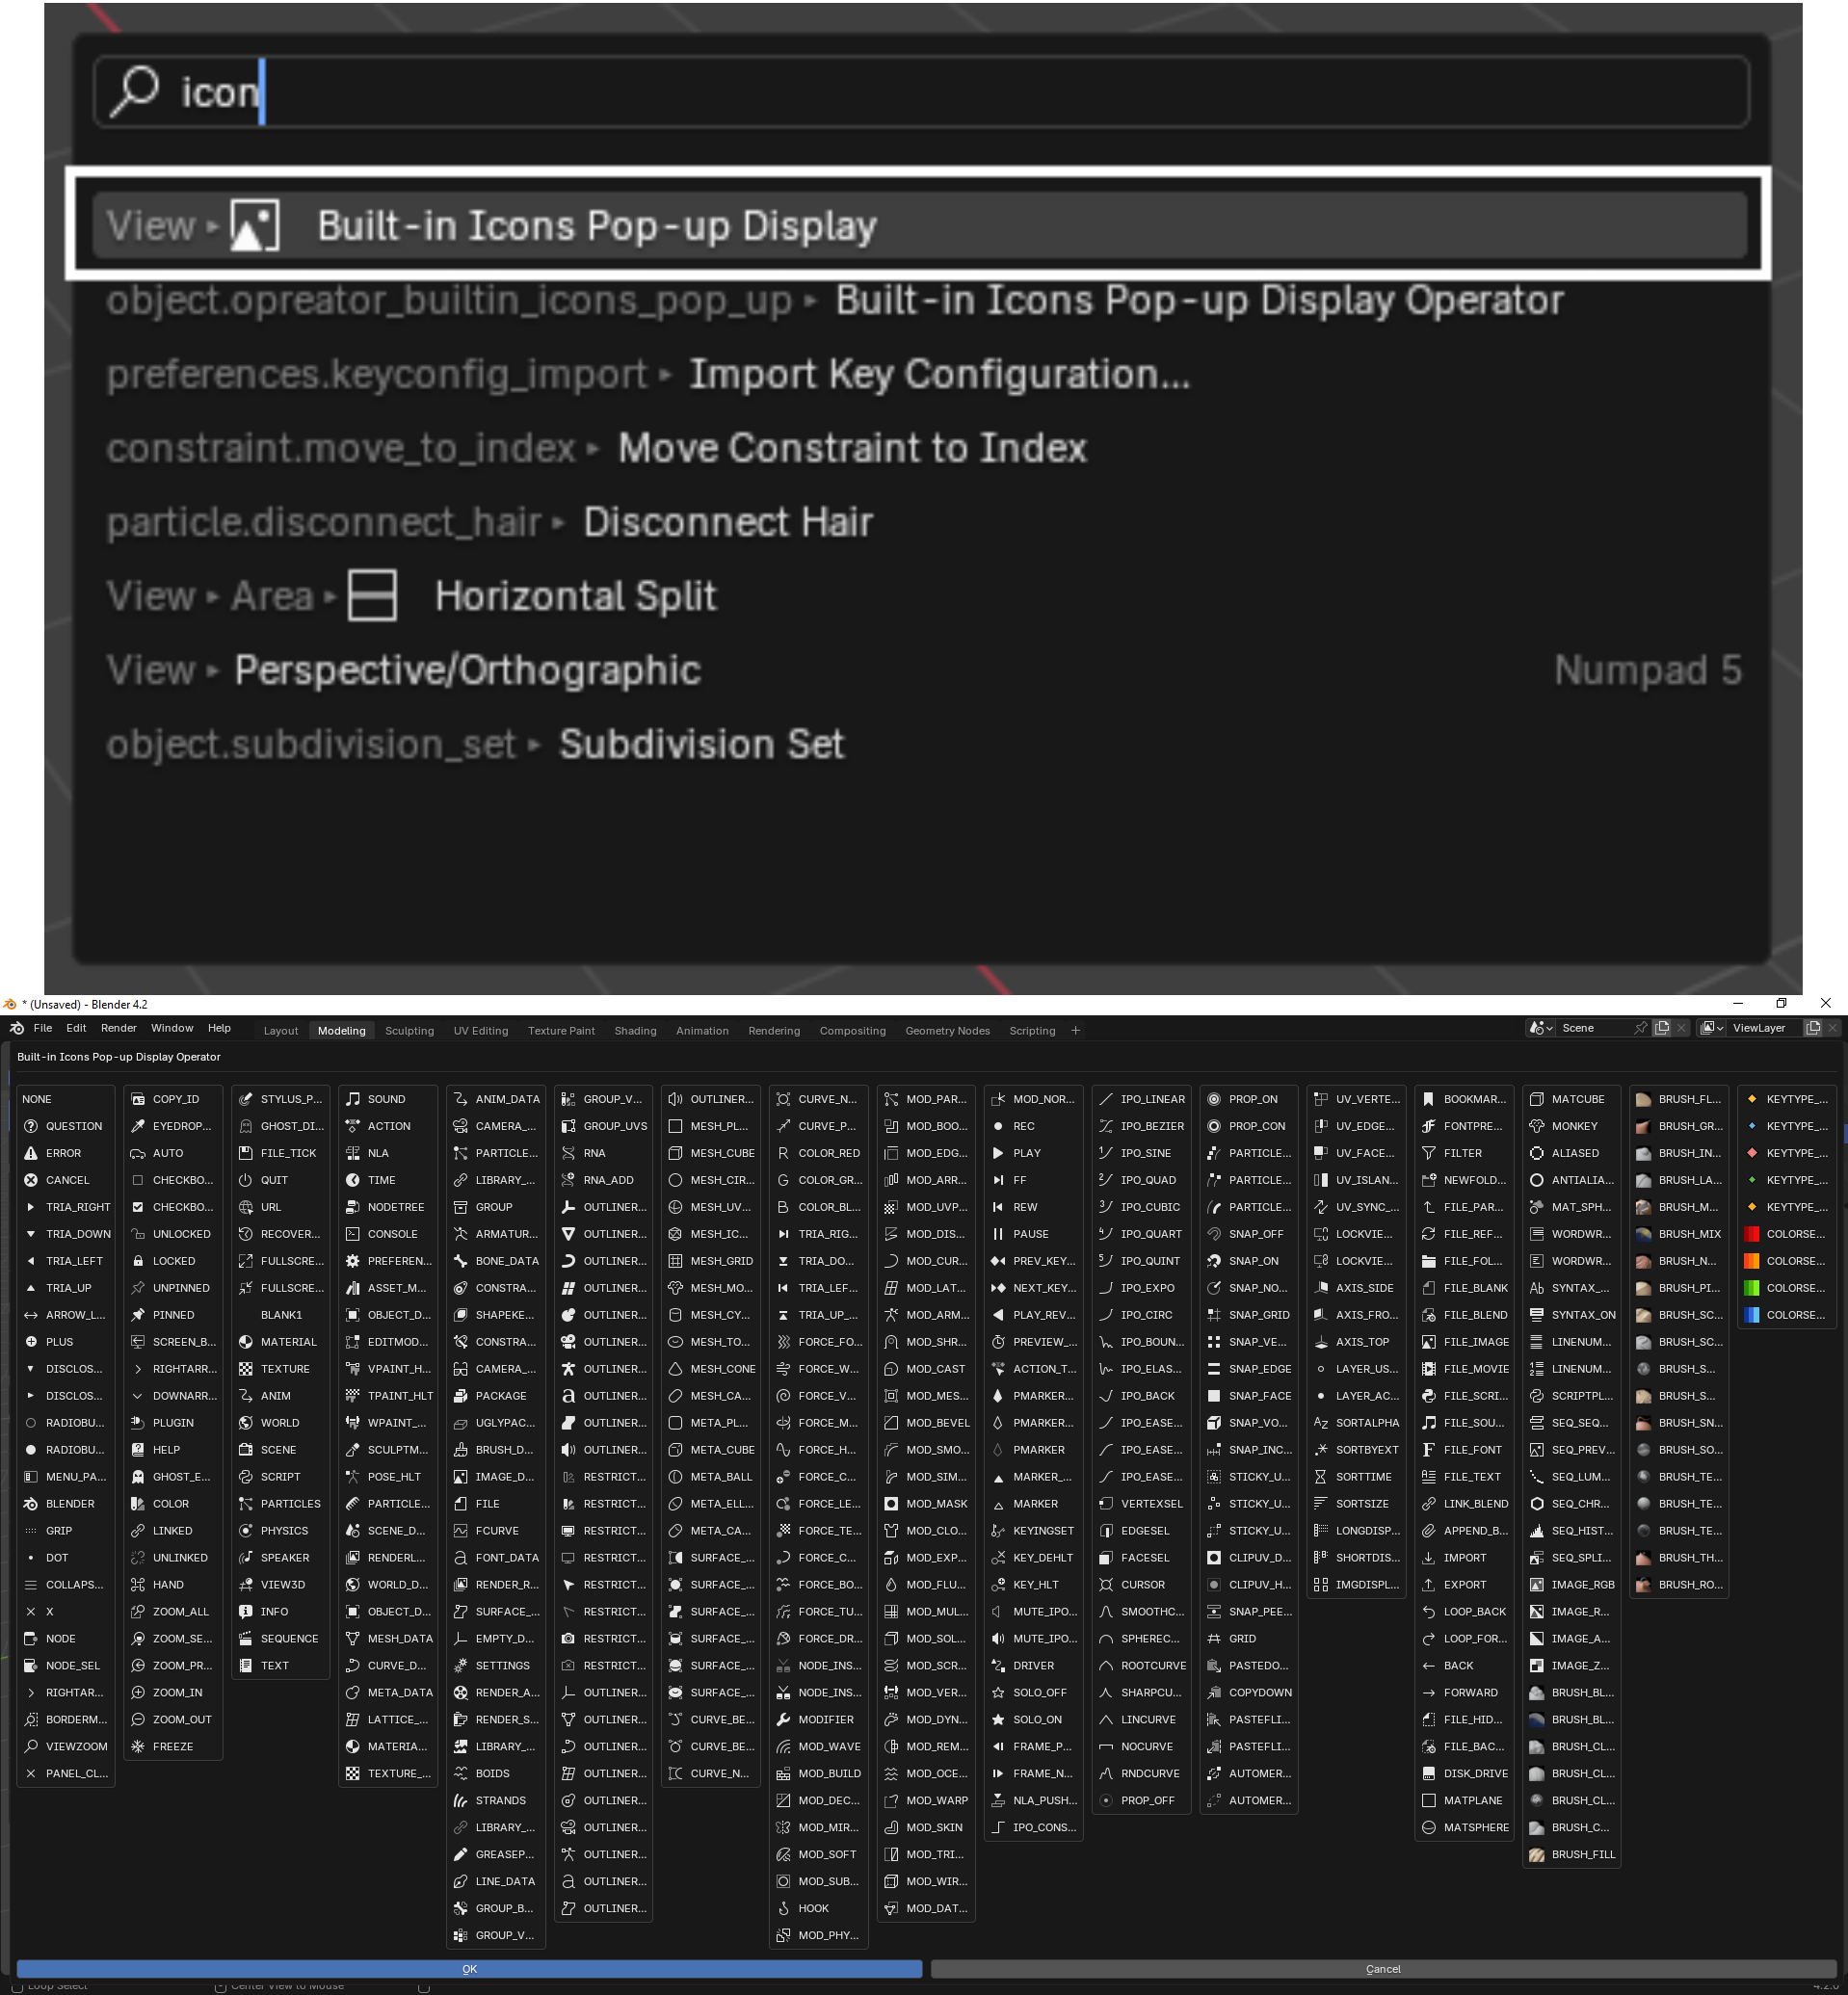 icon
View ▸ Built-in Icons Pop-up Display
object.opreator_builtin_icons_pop_up ▸ Built-in Icons Pop-up Display Operator
preferences.keyconfig_import ▸ Import Key Configuration...
constraint.move_to_index ▸ Move Constraint to Index
particle.disconnect_hair ▸ Disconnect Hair
View ▸ Area ▸ Horizontal Split
View ▸ Perspective/Orthographic Numpad 5
object.subdivision_set ▸ Subdivision Set
* (Unsaved) - Blender 4.2
File Edit Render Window Help Layout Modeling Sculpting UV Editing Texture Paint Shading Animation Rendering Compositing Geometry Nodes Scripting + Scene ViewLayer
Built-in Icons Pop-up Display Operator
NONE
QUESTION
ERROR
CANCEL
TRIA_RIGHT
TRIA_DOWN
TRIA_LEFT
TRIA_UP
ARROW_L...
PLUS
DISCLOS...
DISCLOS...
RADIOBU...
RADIOBU...
MENU_PA...
BLENDER
GRIP
DOT
COLLAPS...
X
NODE
NODE_SEL
RIGHTAR...
BORDERM...
VIEWZOOM
PANEL_CL...
COPY_ID
EYEDROP...
AUTO
CHECKBO...
CHECKBO...
UNLOCKED
LOCKED
UNPINNED
PINNED
SCREEN_B...
RIGHTARR...
DOWNARR...
PLUGIN
HELP
GHOST_E...
COLOR
LINKED
UNLINKED
HAND
ZOOM_ALL
ZOOM_SE...
ZOOM_PR...
ZOOM_IN
ZOOM_OUT
FREEZE
STYLUS_P...
GHOST_DI...
FILE_TICK
QUIT
URL
RECOVER...
FULLSCRE...
FULLSCRE...
BLANK1
MATERIAL
TEXTURE
ANIM
WORLD
SCENE
SCRIPT
PARTICLES
PHYSICS
SPEAKER
VIEW3D
INFO
SEQUENCE
TEXT
SOUND
ACTION
NLA
TIME
NODETREE
CONSOLE
PREFEREN...
ASSET_M...
OBJECT_D...
EDITMOD...
VPAINT_H...
TPAINT_HLT
WPAINT_...
SCULPTM...
POSE_HLT
PARTICLE...
SCENE_D...
RENDERL...
WORLD_D...
OBJECT_D...
MESH_DATA
CURVE_D...
META_DATA
LATTICE_...
MATERIA...
TEXTURE_...
ANIM_DATA
CAMERA_...
PARTICLE...
LIBRARY_...
GROUP
ARMATUR...
BONE_DATA
CONSTRA...
SHAPEKE...
CONSTRA...
CAMERA_...
PACKAGE
UGLYPAC...
BRUSH_D...
IMAGE_D...
FILE
FCURVE
FONT_DATA
RENDER_R...
SURFACE_...
EMPTY_D...
SETTINGS
RENDER_A...
RENDER_S...
LIBRARY_...
BOIDS
STRANDS
LIBRARY_...
GREASEP...
LINE_DATA
GROUP_B...
GROUP_V...
GROUP_V...
GROUP_UVS
RNA
RNA_ADD
OUTLINER...
OUTLINER...
OUTLINER...
OUTLINER...
OUTLINER...
OUTLINER...
OUTLINER...
OUTLINER...
OUTLINER...
OUTLINER...
RESTRICT...
RESTRICT...
RESTRICT...
RESTRICT...
RESTRICT...
RESTRICT...
RESTRICT...
RESTRICT...
OUTLINER...
OUTLINER...
OUTLINER...
OUTLINER...
OUTLINER...
OUTLINER...
OUTLINER...
OUTLINER...
OUTLINER...
OUTLINER...
MESH_PL...
MESH_CUBE
MESH_CIR...
MESH_UV...
MESH_IC...
MESH_GRID
MESH_MO...
MESH_CY...
MESH_TO...
MESH_CONE
MESH_CA...
META_PL...
META_CUBE
META_BALL
META_ELL...
META_CA...
SURFACE_...
SURFACE_...
SURFACE_...
SURFACE_...
SURFACE_...
SURFACE_...
CURVE_BE...
CURVE_BE...
CURVE_N...
CURVE_N...
CURVE_P...
COLOR_RED
COLOR_GR...
COLOR_BL...
TRIA_RIG...
TRIA_DO...
TRIA_LEF...
TRIA_UP_...
FORCE_FO...
FORCE_W...
FORCE_V...
FORCE_M...
FORCE_H...
FORCE_C...
FORCE_LE...
FORCE_TE...
FORCE_C...
FORCE_BO...
FORCE_TU...
FORCE_DR...
NODE_INS...
NODE_INS...
MODIFIER
MOD_WAVE
MOD_BUILD
MOD_DEC...
MOD_MIR...
MOD_SOFT
MOD_SUB...
HOOK
MOD_PHY...
MOD_PAR...
MOD_BOO...
MOD_EDG...
MOD_ARR...
MOD_UVP...
MOD_DIS...
MOD_CUR...
MOD_LAT...
MOD_ARM...
MOD_SHR...
MOD_CAST
MOD_MES...
MOD_BEVEL
MOD_SMO...
MOD_SIM...
MOD_MASK
MOD_CLO...
MOD_EXP...
MOD_FLU...
MOD_MUL...
MOD_SOL...
MOD_SCR...
MOD_VER...
MOD_DYN...
MOD_REM...
MOD_OCE...
MOD_WARP
MOD_SKIN
MOD_TRI...
MOD_WIR...
MOD_DAT...
MOD_NOR...
REC
PLAY
FF
REW
PAUSE
PREV_KEY...
NEXT_KEY...
PLAY_REV...
PREVIEW_...
ACTION_T...
PMARKER...
PMARKER...
PMARKER
MARKER_...
MARKER
KEYINGSET
KEY_DEHLT
KEY_HLT
MUTE_IPO...
MUTE_IPO...
DRIVER
SOLO_OFF
SOLO_ON
FRAME_P...
FRAME_N...
NLA_PUSH...
IPO_CONS...
IPO_LINEAR
IPO_BEZIER
IPO_SINE
IPO_QUAD
IPO_CUBIC
IPO_QUART
IPO_QUINT
IPO_EXPO
IPO_CIRC
IPO_BOUN...
IPO_ELAS...
IPO_BACK
IPO_EASE...
IPO_EASE...
IPO_EASE...
VERTEXSEL
EDGESEL
FACESEL
CURSOR
SMOOTHC...
SPHEREC...
ROOTCURVE
SHARPCU...
LINCURVE
NOCURVE
RNDCURVE
PROP_OFF
PROP_ON
PROP_CON
PARTICLE...
PARTICLE...
PARTICLE...
SNAP_OFF
SNAP_ON
SNAP_NO...
SNAP_GRID
SNAP_VE...
SNAP_EDGE
SNAP_FACE
SNAP_VO...
SNAP_INC...
STICKY_U...
STICKY_U...
STICKY_U...
CLIPUV_D...
CLIPUV_H...
SNAP_PEE...
GRID
PASTEDO...
COPYDOWN
PASTEFLI...
PASTEFLI...
AUTOMER...
AUTOMER...
UV_VERTE...
UV_EDGE...
UV_FACE...
UV_ISLAN...
UV_SYNC_...
LOCKVIE...
LOCKVIE...
AXIS_SIDE
AXIS_FRO...
AXIS_TOP
LAYER_US...
LAYER_AC...
SORTALPHA
SORTBYEXT
SORTTIME
SORTSIZE
LONGDISP...
SHORTDIS...
IMGDISPL...
BOOKMAR...
FONTPRE...
FILTER
NEWFOLD...
FILE_PAR...
FILE_REF...
FILE_FOL...
FILE_BLANK
FILE_BLEND
FILE_IMAGE
FILE_MOVIE
FILE_SCRI...
FILE_SOU...
FILE_FONT
FILE_TEXT
LINK_BLEND
APPEND_B...
IMPORT
EXPORT
LOOP_BACK
LOOP_FOR...
BACK
FORWARD
FILE_HID...
FILE_BAC...
DISK_DRIVE
MATPLANE
MATSPHERE
MATCUBE
MONKEY
ALIASED
ANTIALIA...
MAT_SPH...
WORDWR...
WORDWR...
SYNTAX_...
SYNTAX_ON
LINENUM...
LINENUM...
SCRIPTPL...
SEQ_SEQ...
SEQ_PREV...
SEQ_LUM...
SEQ_CHR...
SEQ_HIST...
SEQ_SPLI...
IMAGE_RGB
IMAGE_R...
IMAGE_A...
IMAGE_Z...
BRUSH_BL...
BRUSH_BL...
BRUSH_CL...
BRUSH_CL...
BRUSH_CL...
BRUSH_C...
BRUSH_FILL
BRUSH_FL...
BRUSH_GR...
BRUSH_IN...
BRUSH_LA...
BRUSH_M...
BRUSH_MIX
BRUSH_N...
BRUSH_PI...
BRUSH_SC...
BRUSH_SC...
BRUSH_S...
BRUSH_S...
BRUSH_SN...
BRUSH_SO...
BRUSH_TE...
BRUSH_TE...
BRUSH_TE...
BRUSH_TH...
BRUSH_RO...
KEYTYPE_...
KEYTYPE_...
KEYTYPE_...
KEYTYPE_...
KEYTYPE_...
COLORSE...
COLORSE...
COLORSE...
COLORSE...
OK Cancel
Loop Select Center View to Mouse